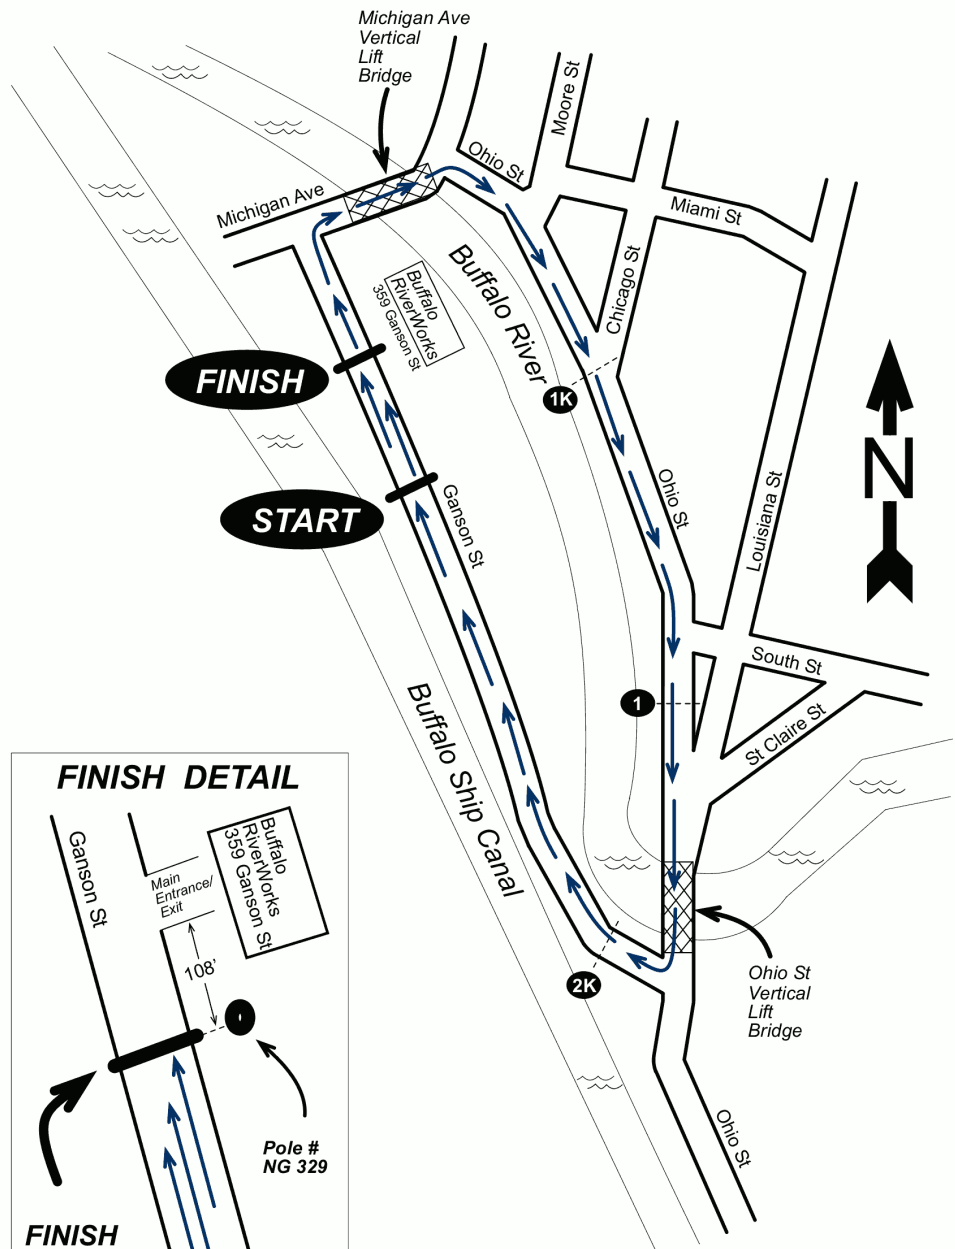 Michigan Ave
Vertical
Lift
Bridge
Moore St
Ohio St
Michigan Ave
Miami St
Chicago St
Buffalo River
Buffalo
RiverWorks
359 Ganson St
FINISH
1K
N
START
Ganson St
Ohio St
Louisiana St
South St
1
St Claire St
Buffalo Ship Canal
2K
Ohio St
Vertical
Lift
Bridge
Ohio St
FINISH DETAIL
Ganson St
Buffalo
RiverWorks
359 Ganson St
Main
Entrance/
Exit
108'
Pole #
NG 329
FINISH